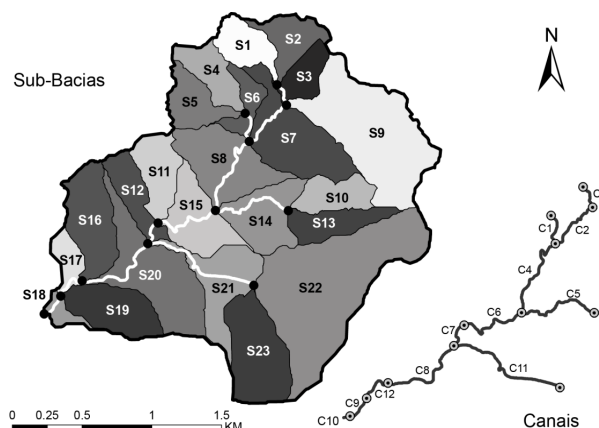 S1
S2
N
Sub-Bacias
S4
S3
S5
S6
S9
S7
S8
S11
S12
S10
S15
S16
S14
S13
C1
C2
S17
S20
C4
S21
S22
C5
S18
C6
S19
C7
S23
C8
C11
C12
C9
C10
0 0.25 0.5 1 1.5
KM
Canais